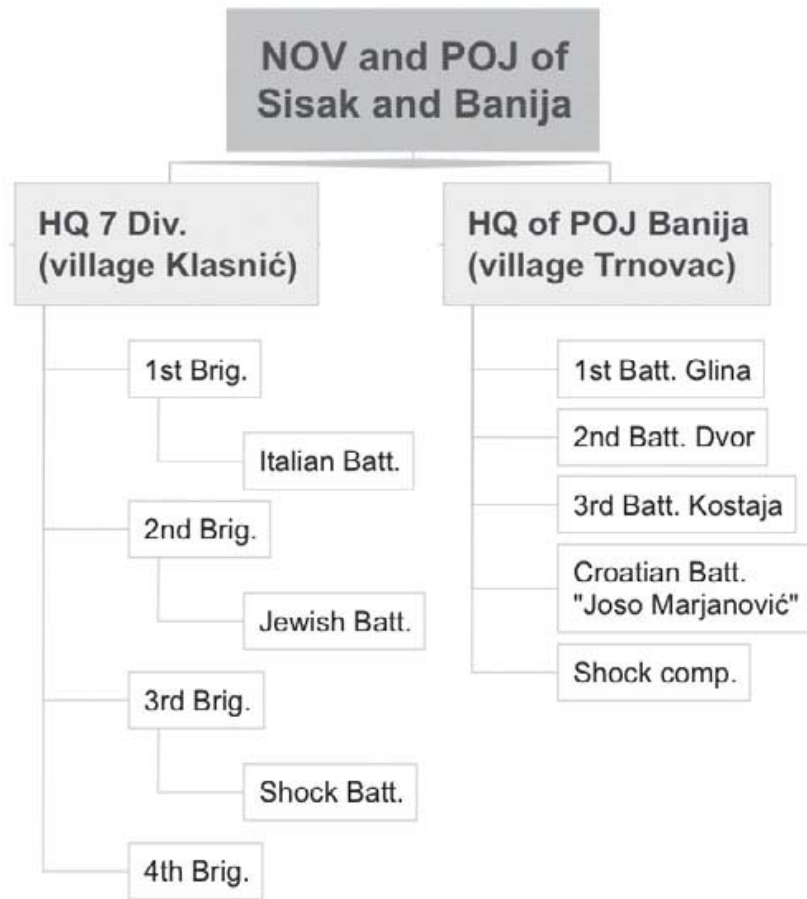 NOV and POJ of
Sisak and Banija
HQ 7 Div.
(village Klasnić)
1st Brig.
Italian Batt.
2nd Brig.
Jewish Batt.
3rd Brig.
Shock Batt.
4th Brig.
HQ of POJ Banija
(village Trnovac)
1st Batt. Glina
2nd Batt. Dvor
3rd Batt. Kostaja
Croatian Batt.
"Joso Marjanović"
Shock comp.